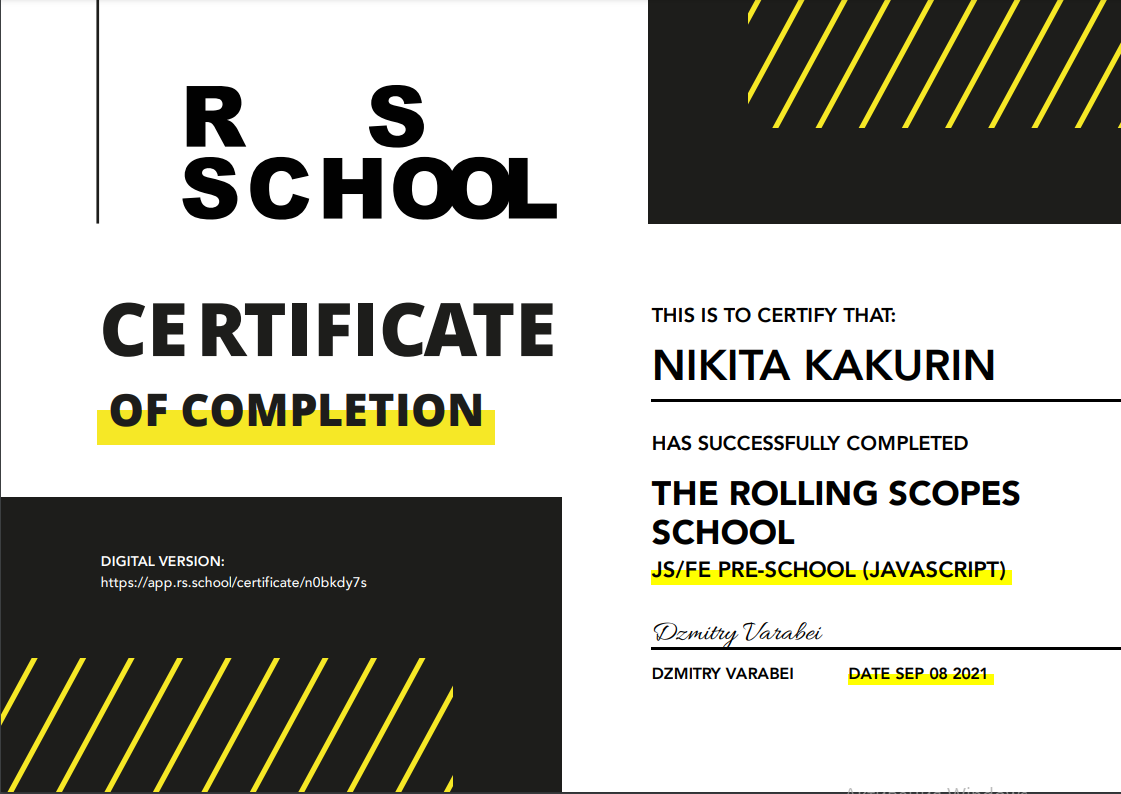 R S
SCHOOL
CERTIFICATE
OF COMPLETION
DIGITAL VERSION:
https://app.rs.school/certificate/n0bkdy7s
THIS IS TO CERTIFY THAT:
NIKITA KAKURIN
HAS SUCCESSFULLY COMPLETED
THE ROLLING SCOPES
SCHOOL
JS/FE PRE-SCHOOL (JAVASCRIPT)
Dzmitry Varabei
DZMITRY VARABEI DATE SEP 08 2021